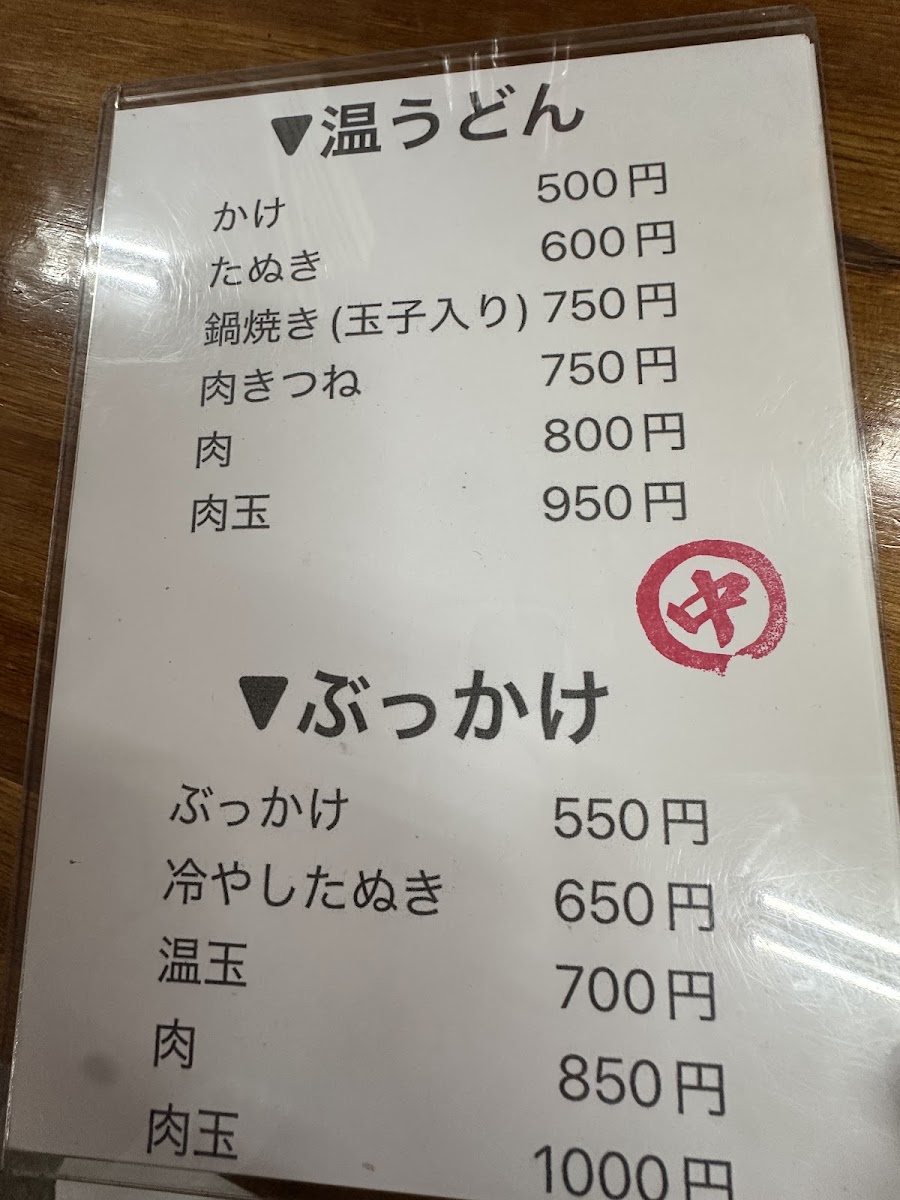 ▼温うどん
かけ 500円
たぬき 600円
鍋焼き(玉子入り) 750円
肉きつね 750円
肉 800円
肉玉 950円
中
▼ぶっかけ
ぶっかけ 550円
冷やしたぬき 650円
温玉 700円
肉 850円
肉玉 1000円